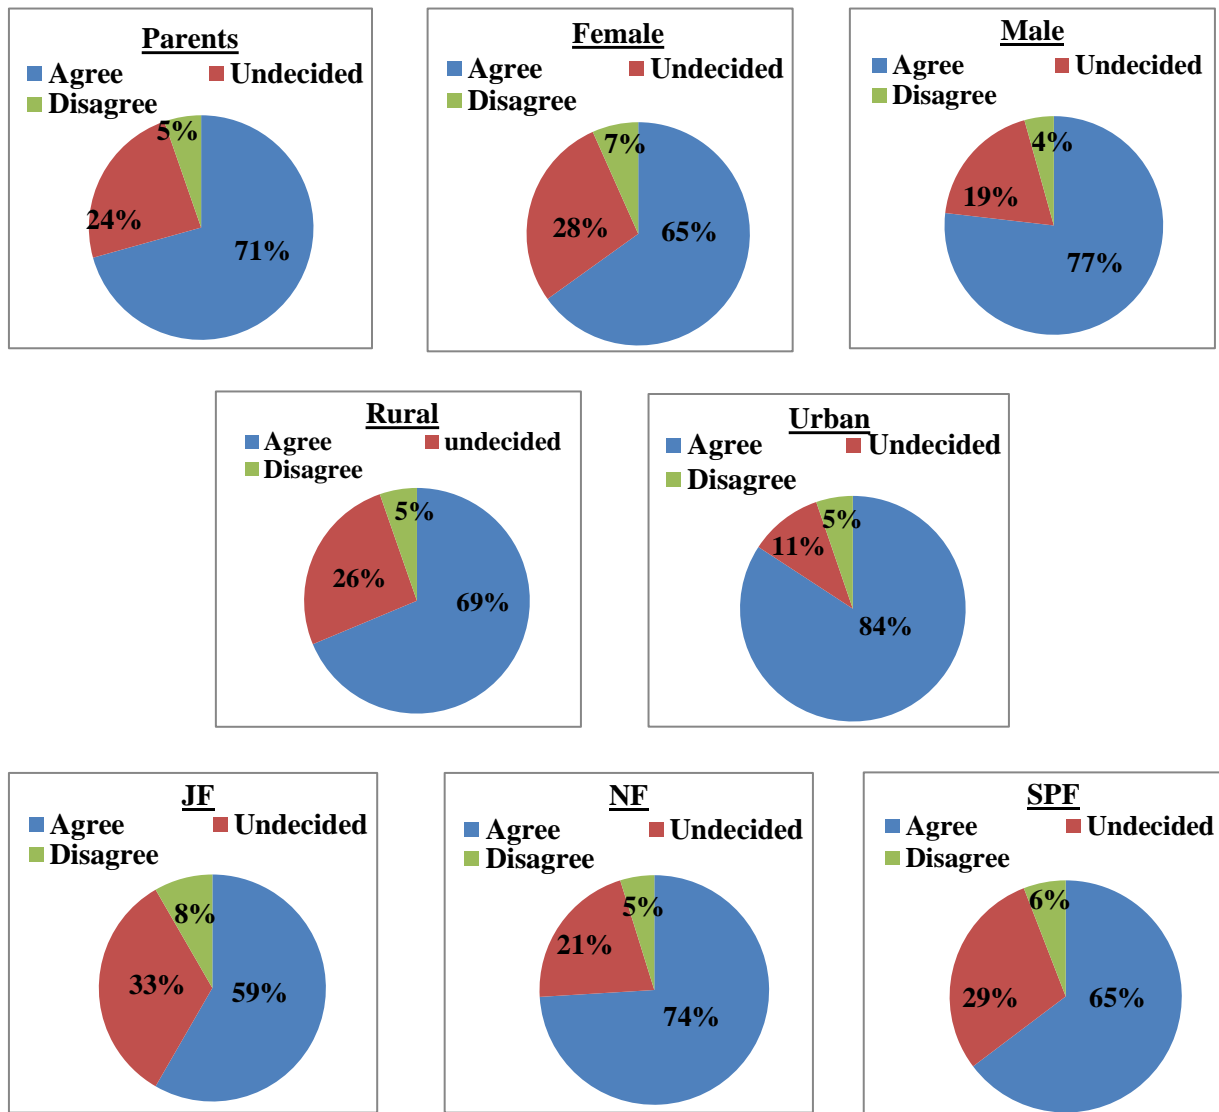 Parents
Agree Undecided
Disagree
5%
24%
71%
Female
Agree Undecided
Disagree
7%
28% 65%
Male
Agree Undecided
Disagree
4%
19%
77%
Rural
Agree undecided
Disagree
5%
26%
69%
Urban
Agree Undecided
Disagree
5%
11%
84%
JF
Agree Undecided
Disagree
8%
33% 59%
NF
Agree Undecided
Disagree
5%
21%
74%
SPF
Agree Undecided
Disagree
6%
29% 65%